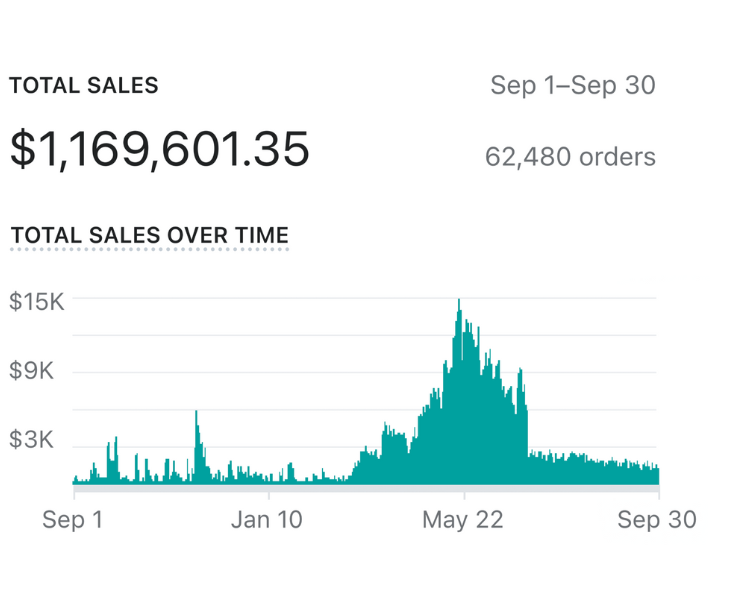 TOTAL SALES
Sep 1–Sep 30
$1,169,601.35
62,480 orders
TOTAL SALES OVER TIME
$15K
$9K
$3K
Sep 1
Jan 10
May 22
Sep 30